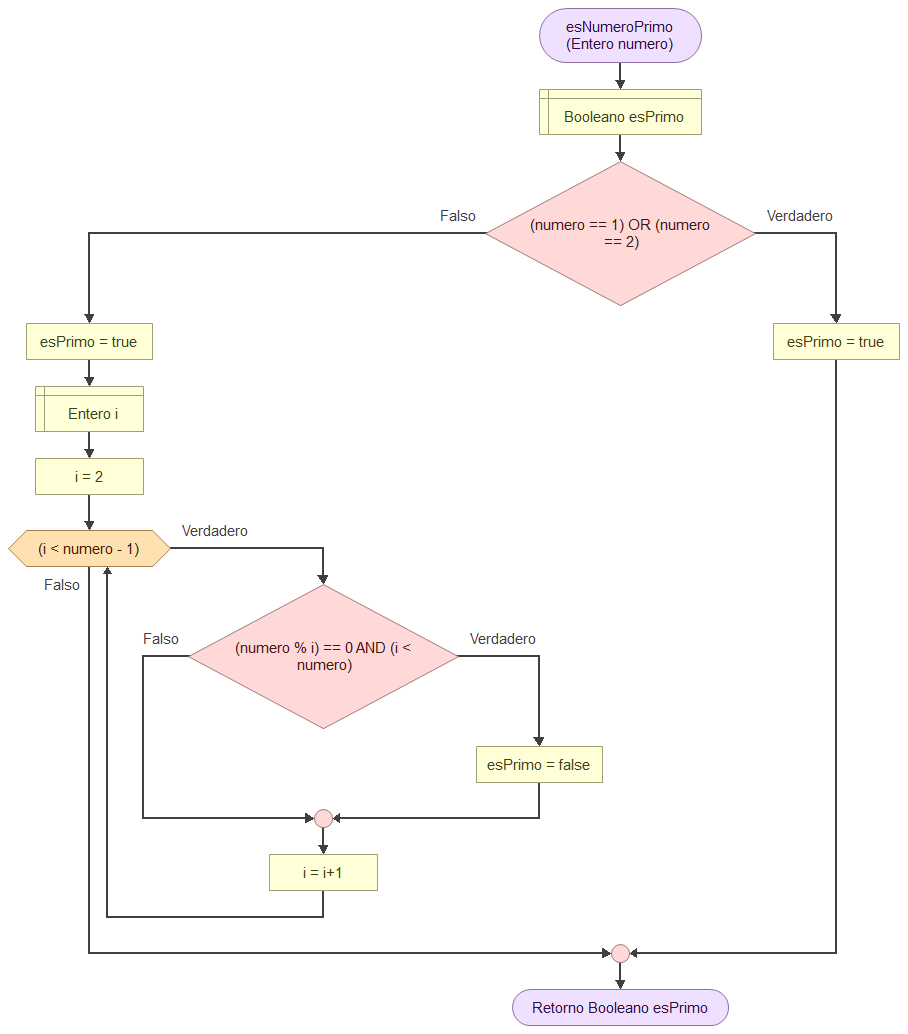 esNumeroPrimo
(Entero numero)
Booleano esPrimo
Falso
Verdadero
(numero == 1) OR (numero
== 2)
esPrimo = true
esPrimo = true
Entero i
i = 2
Verdadero
(i < numero - 1)
Falso
Falso
Verdadero
(numero % i) == 0 AND (i <
numero)
esPrimo = false
i = i+1
Retorno Booleano esPrimo